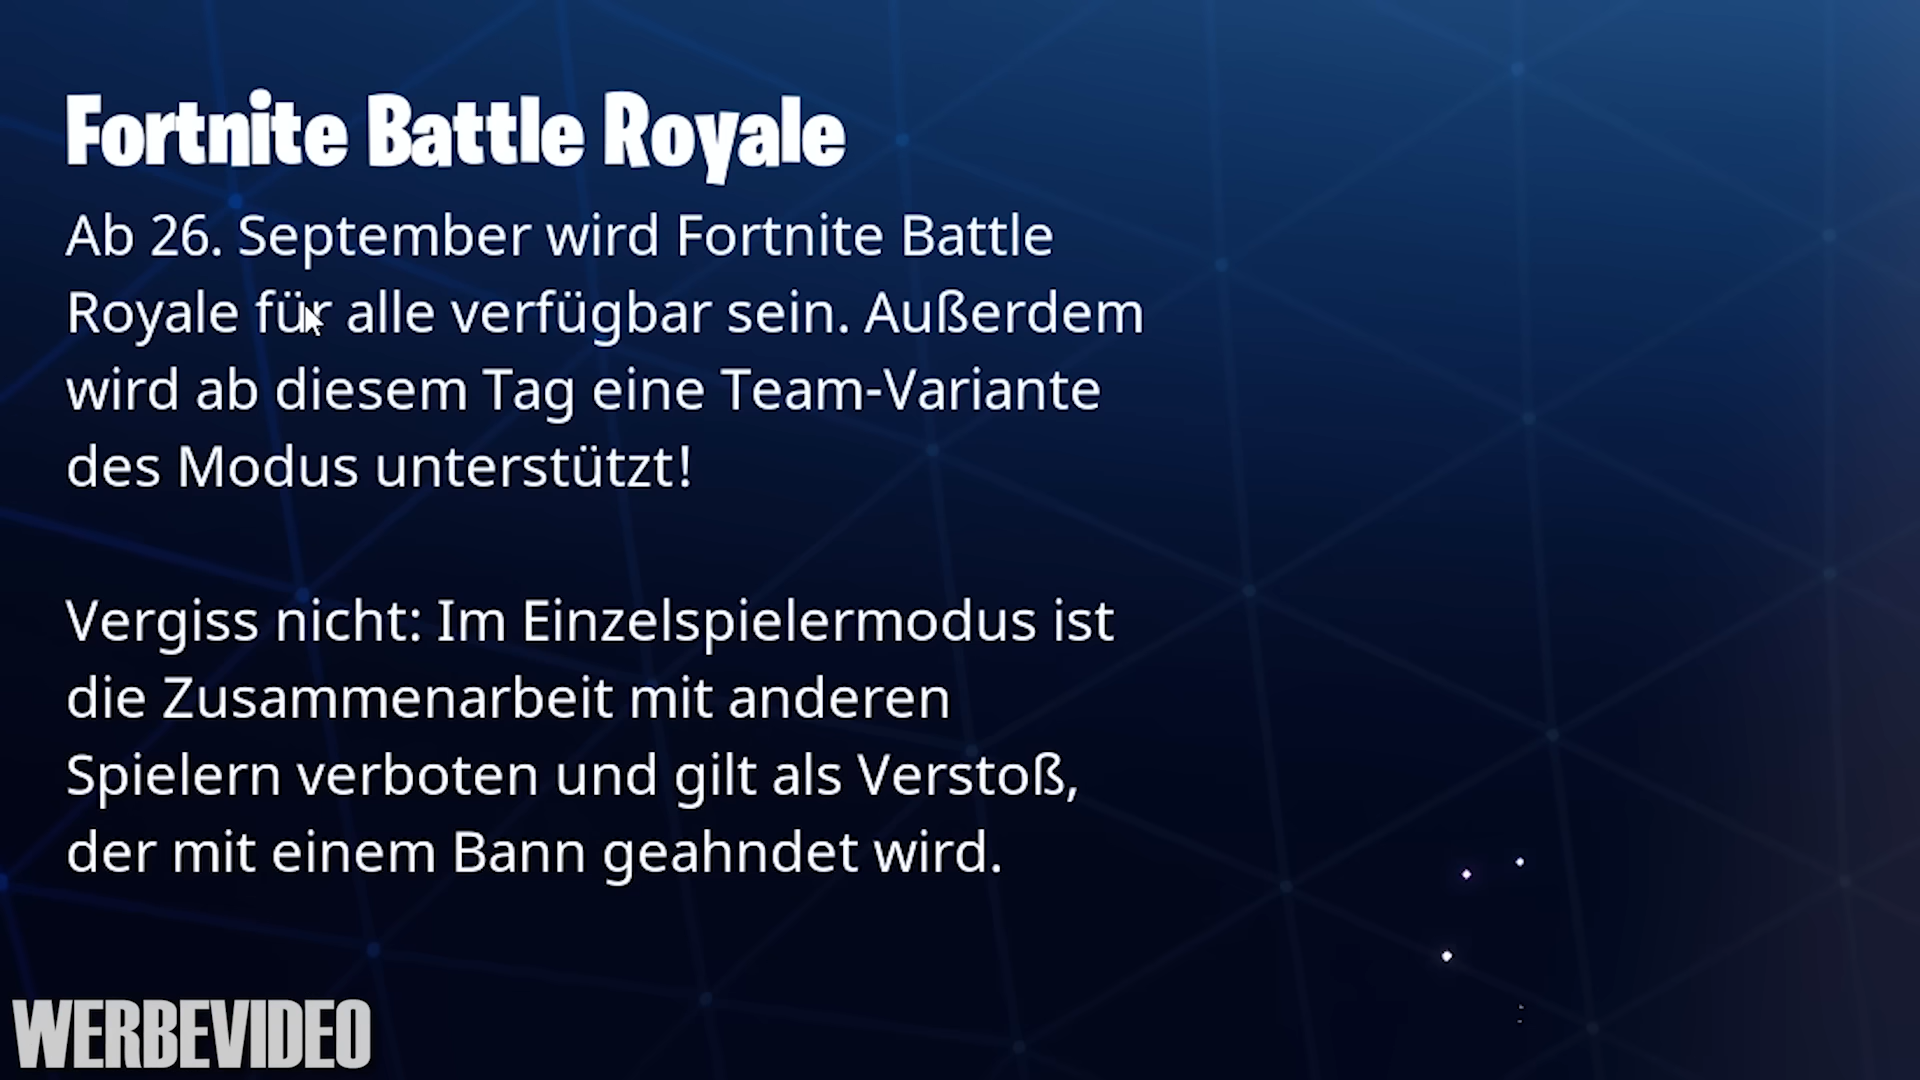 Fortnite Battle Royale
Ab 26. September wird Fortnite Battle
Royale für alle verfügbar sein. Außerdem
wird ab diesem Tag eine Team-Variante
des Modus unterstützt!
Vergiss nicht: Im Einzelspielermodus ist
die Zusammenarbeit mit anderen
Spielern verboten und gilt als Verstoß,
der mit einem Bann geahndet wird.
WERBEVIDEO